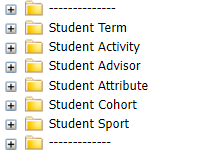 --------------
Student Term
Student Activity
Student Advisor
Student Attribute
Student Cohort
Student Sport
-------------